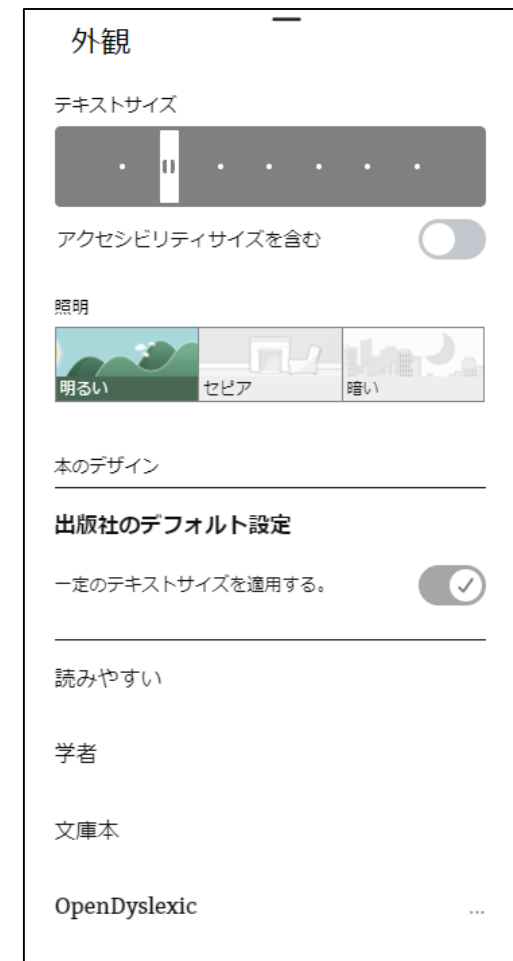 外観
テキストサイズ
アクセシビリティサイズを含む
照明
明るい
セピア
暗い
本のデザイン
出版社のデフォルト設定
一定のテキストサイズを適用する。
読みやすい
学者
文庫本
OpenDyslexic ...